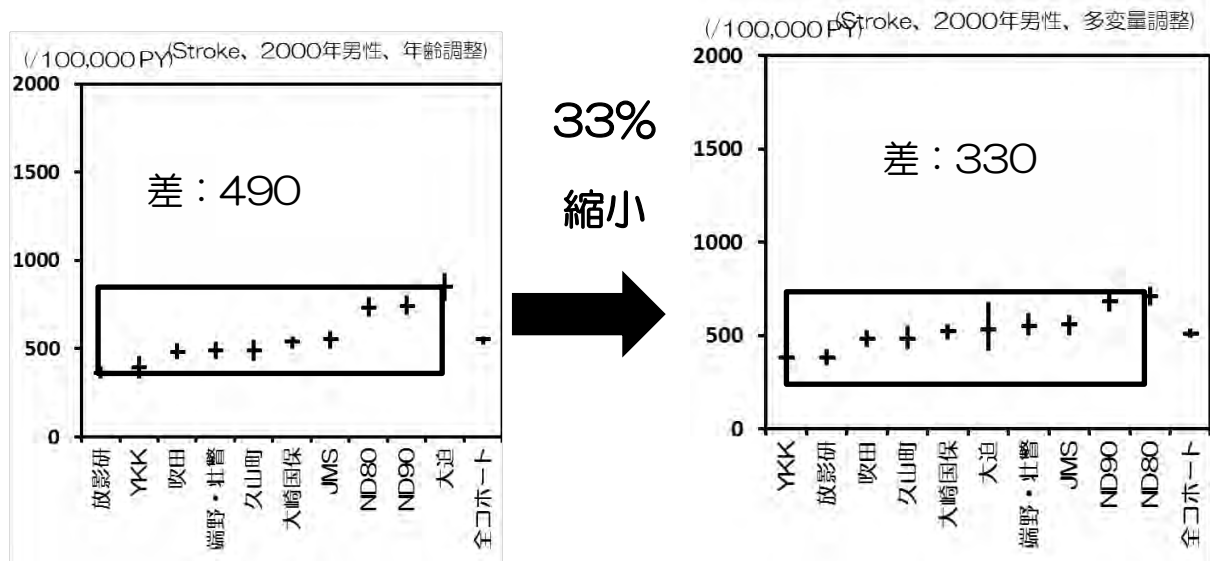 (/100,000PY)(Stroke、2000年男性、年齢調整)
2000
1500
1000
500
0
差：490
放影研
YKK
吹田
端野・壮瞥
久山町
大崎国保
JMS
ND80
ND90
大迫
全コホート
33%
縮小
(/100,000PY)(Stroke、2000年男性、多変量調整)
2000
1500
1000
500
0
差：330
YKK
放影研
吹田
久山町
大崎国保
大迫
端野・壮瞥
JMS
ND90
ND80
全コホート